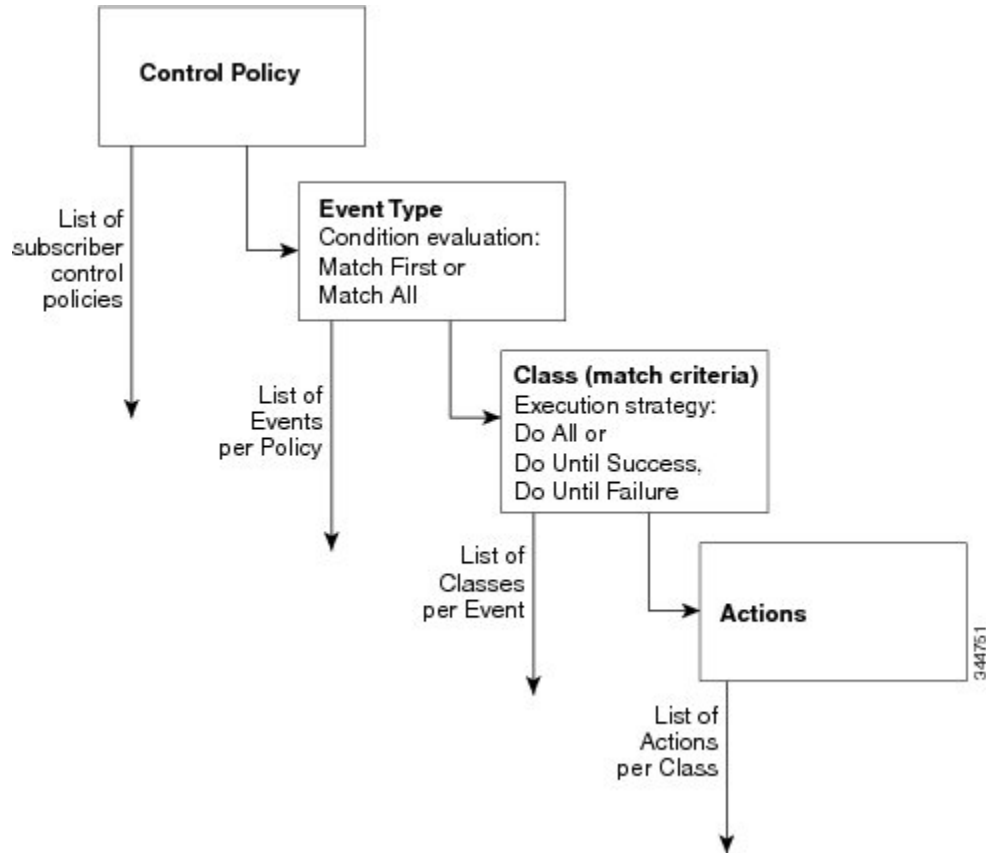 Control Policy
List of
subscriber
control
policies
Event Type
Condition evaluation:
Match First or
Match All
List of
Events
per Policy
Class (match criteria)
Execution strategy:
Do All or
Do Until Success,
Do Until Failure
List of
Classes
per Event
Actions
344751
List of
Actions
per Class